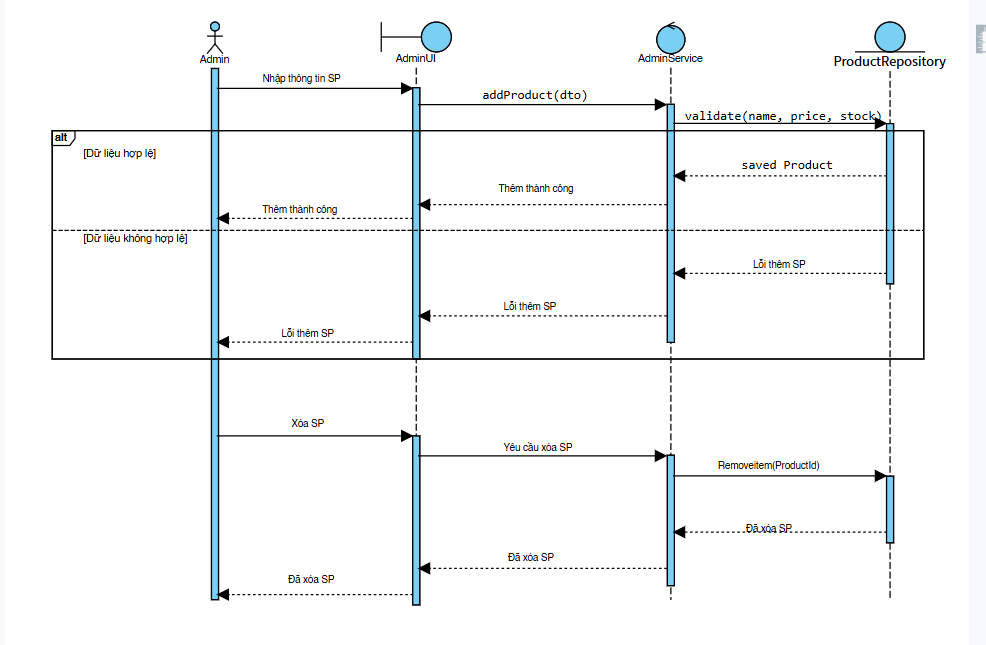 Admin
AdminUI
AdminService
ProductRepository
Nhập thông tin SP
addProduct(dto)
validate(name, price, stock)
alt
[Dữ liệu hợp lệ]
saved Product
Thêm thành công
Thêm thành công
[Dữ liệu không hợp lệ]
Lỗi thêm SP
Lỗi thêm SP
Lỗi thêm SP
Xóa SP
Yêu cầu xóa SP
Removeitem(ProductId)
Đã xóa SP
Đã xóa SP
Đã xóa SP